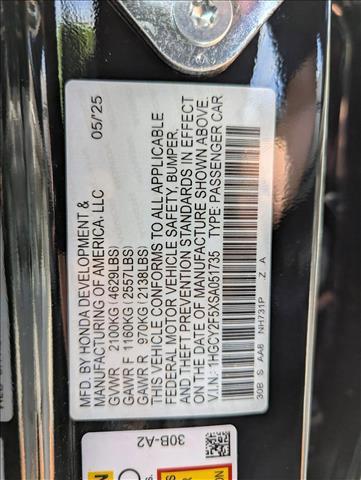 MFD. BY HONDA DEVELOPMENT & 05/25
MANUFACTURING OF AMERICA, LLC
GVWR 2100KG (4629LBS)
GAWR F 1160KG (2557LBS)
GAWR R 970KG (2138LBS)
THIS VEHICLE CONFORMS TO ALL APPLICABLE
FEDERAL MOTOR VEHICLE SAFETY, BUMPER,
AND THEFT PREVENTION STANDARDS IN EFFECT
ON THE DATE OF MANUFACTURE SHOWN ABOVE.
V.I.N.: 1HGCY2F5XSA051735 TYPE: PASSENGER CAR
30B S AA8 NH731P Z A
30B-A2